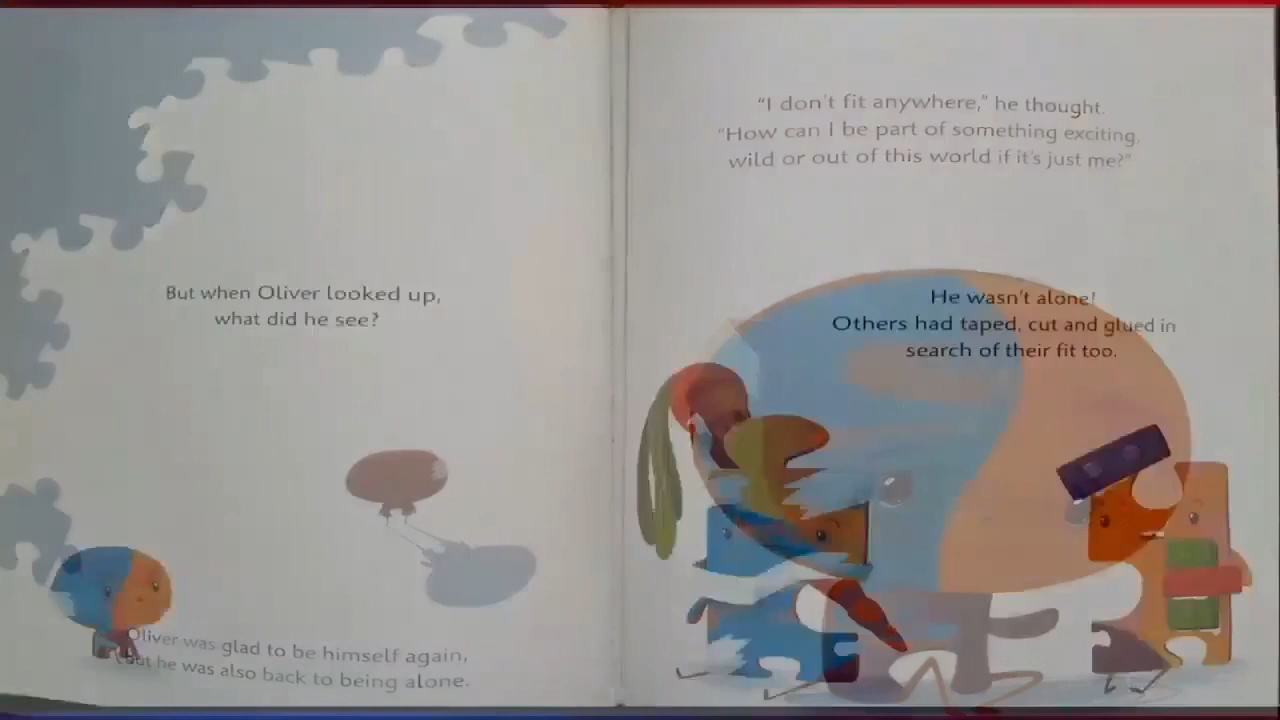 But when Oliver looked up,
what did he see?
Oliver was glad to be himself again,
but he was also back to being alone.
"I don't fit anywhere," he thought.
"How can I be part of something exciting,
wild or out of this world if it's just me?"
He wasn't alone!
Others had taped, cut and glued in
search of their fit too.